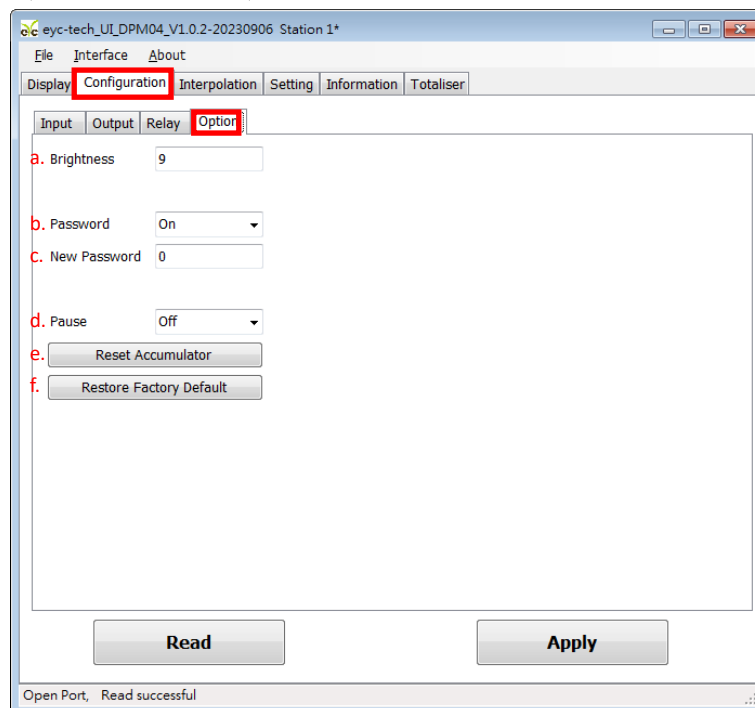 eyc-tech_UI_DPM04_V1.0.2-20230906 Station 1*
File Interface About
Display Configuration Interpolation Setting Information Totaliser
Input Output Relay Option
a. Brightness 9
b. Password On
c. New Password 0
d. Pause Off
e. Reset Accumulator
f. Restore Factory Default
Read Apply
Open Port, Read successful